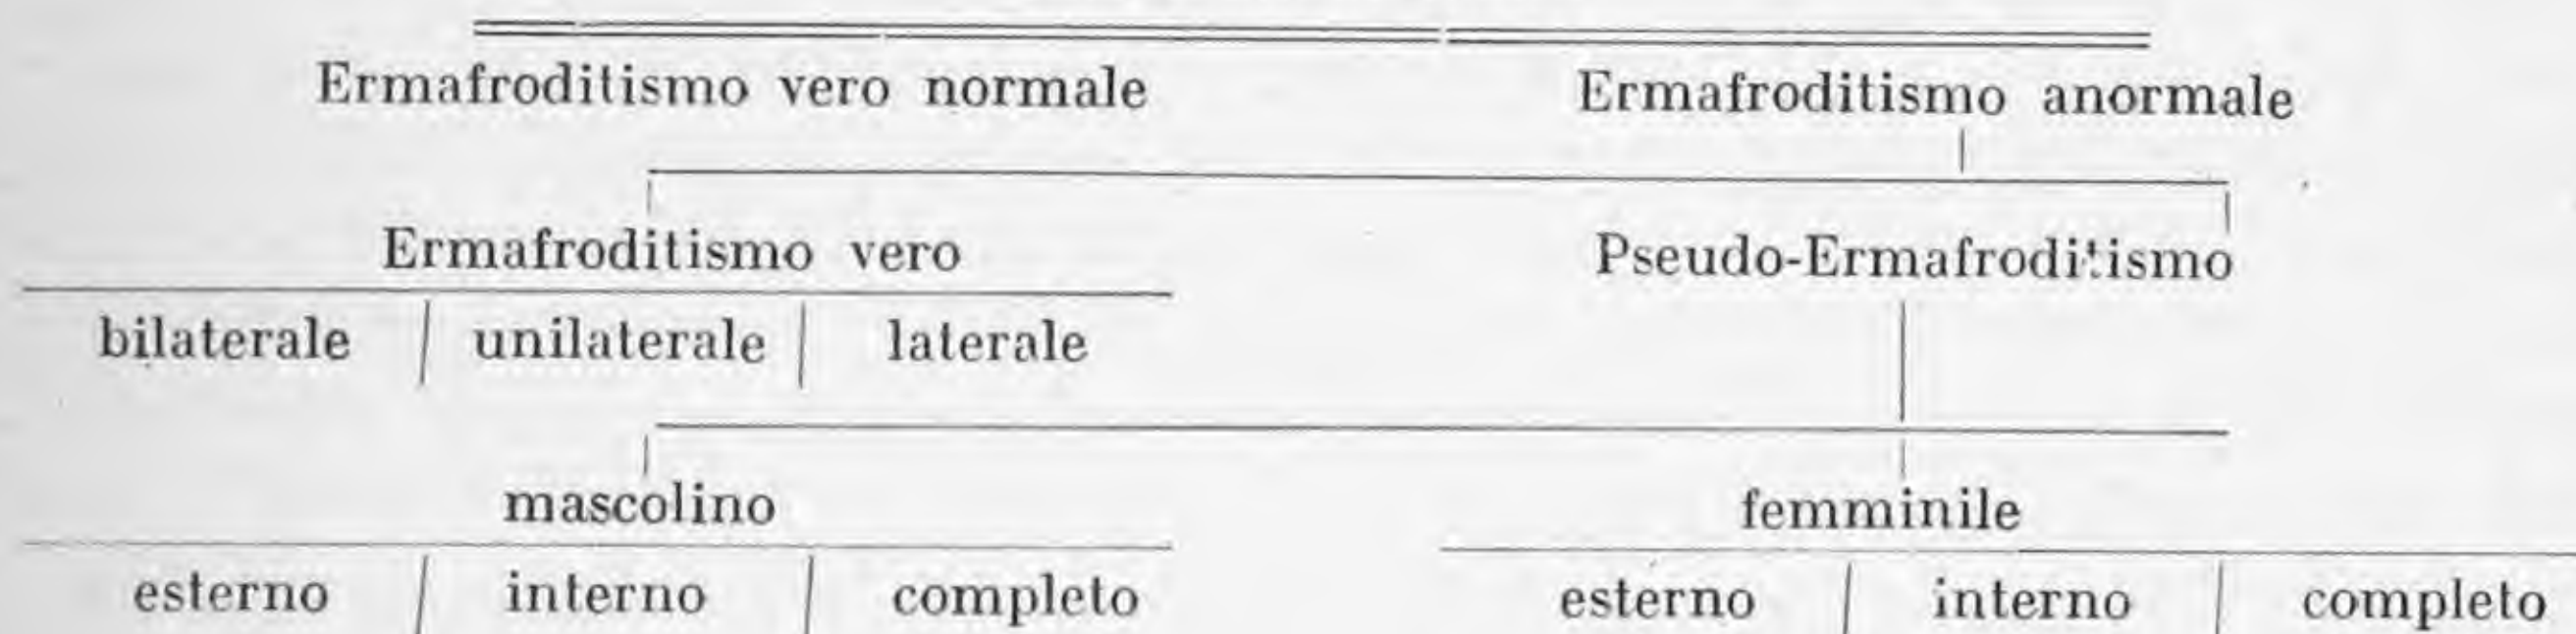 Ermafroditismo vero normale Ermafroditismo anormale
Ermafroditismo vero Pseudo-Ermafroditismo
bilaterale unilaterale laterale
mascolino femminile
esterno interno completo esterno interno completo